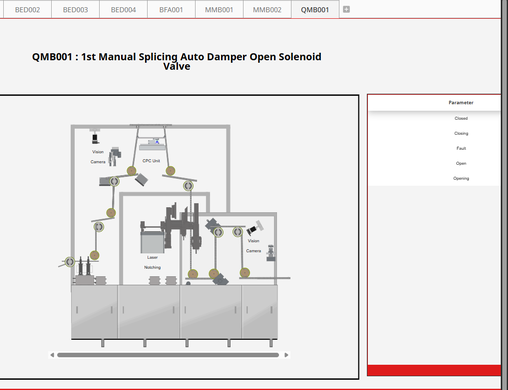 BED002 BED003 BED004 BFA001 MMB001 MMB002 QMB001
QMB001 : 1st Manual Splicing Auto Damper Open Solenoid
Valve
Parameter
Closed
Closing
Fault
Open
Opening
Vision
Camera
CPC Unit
Laser
Notching
Vision
Camera